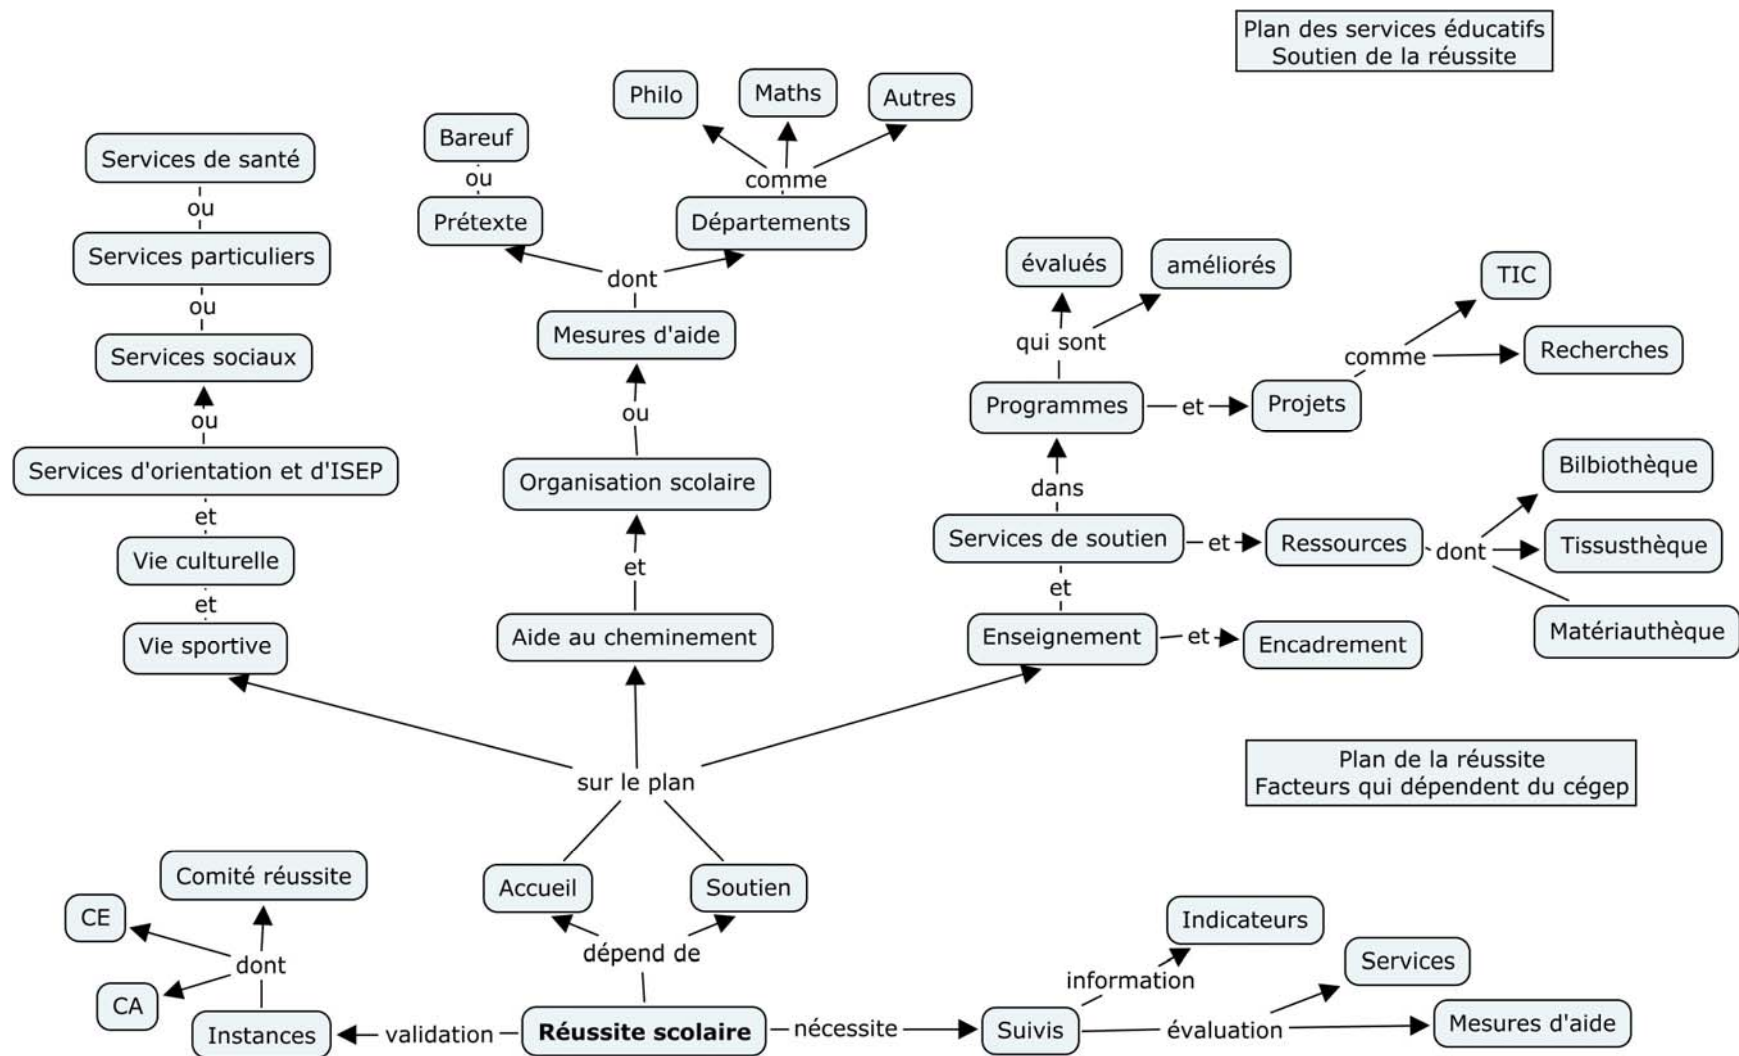 Plan des services éducatifs
Soutien de la réussite
Philo
Maths
Autres
Bareuf
Services de santé
ou
comme
ou
Prétexte
Départements
Services particuliers
évalués
améliorés
TIC
dont
ou
Mesures d'aide
qui sont
Services sociaux
comme
Recherches
Programmes
et
Projets
ou
ou
Services d'orientation et d'ISEP
Organisation scolaire
dans
Bilbiothèque
et
Services de soutien
et
Ressources
dont
Tissusthèque
Vie culturelle
et
et
et
Vie sportive
Aide au cheminement
Enseignement
et
Encadrement
Matériauthèque
sur le plan
Plan de la réussite
Facteurs qui dépendent du cégep
Comité réussite
Accueil
Soutien
CE
Indicateurs
dont
dépend de
information
Services
CA
Instances
validation
Réussite scolaire
nécessite
Suivis
évaluation
Mesures d'aide